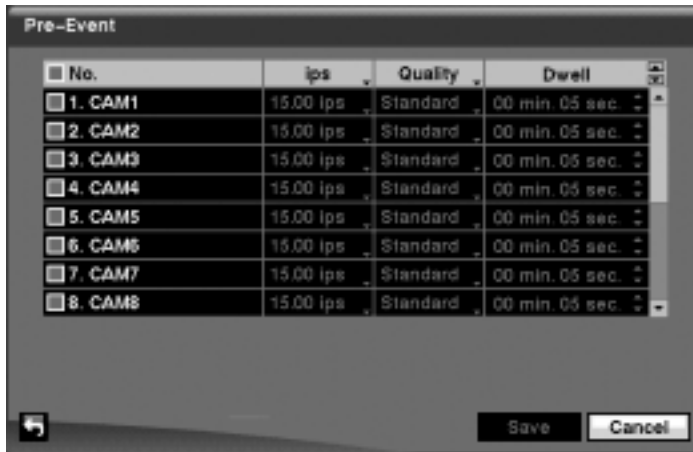 Pre-Event
No. ips Quality Dwell
1. CAM1 15.00 ips Standard 00 min. 05 sec.
2. CAM2 15.00 ips Standard 00 min. 05 sec.
3. CAM3 15.00 ips Standard 00 min. 05 sec.
4. CAM4 15.00 ips Standard 00 min. 05 sec.
5. CAM5 15.00 ips Standard 00 min. 05 sec.
6. CAM6 15.00 ips Standard 00 min. 05 sec.
7. CAM7 15.00 ips Standard 00 min. 05 sec.
8. CAM8 15.00 ips Standard 00 min. 05 sec.
Save Cancel